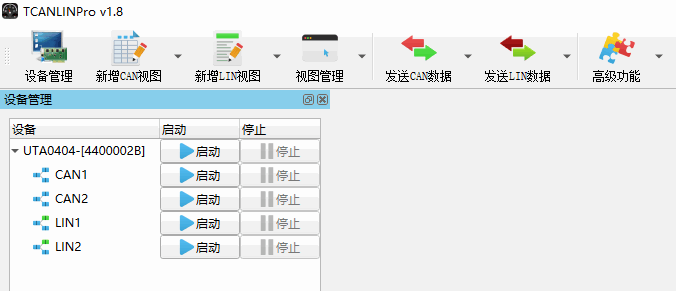 TCANLINPro v1.8
设备管理 新增CAN视图 新增LIN视图 视图管理 发送CAN数据 发送LIN数据 高级功能
设备管理
设备 启动 停止
UTA0404-[4400002B] 启动 停止
CAN1 启动 停止
CAN2 启动 停止
LIN1 启动 停止
LIN2 启动 停止